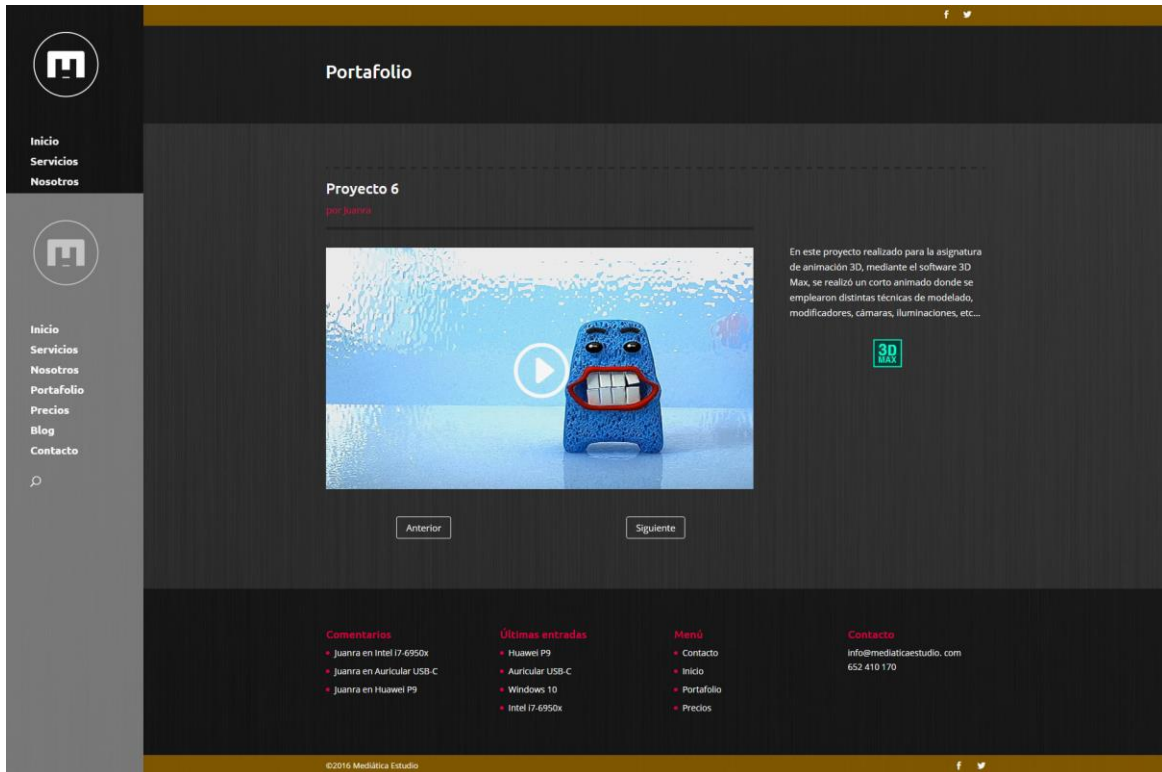 Inicio
Servicios
Nosotros
Inicio
Servicios
Nosotros
Portafolio
Precios
Blog
Contacto
Portafolio
Proyecto 6
por Juanra
En este proyecto realizado para la asignatura
de animación 3D, mediante el software 3D
Max, se realizó un corto animado donde se
emplearon distintas técnicas de modelado,
modificadores, cámaras, iluminaciones, etc...
3D
MAX
Anterior
Siguiente
Comentarios
Juanra en Intel i7-6950x
Juanra en Auricular USB-C
Juanra en Huawei P9
Últimas entradas
Huawei P9
Auricular USB-C
Windows 10
Intel i7-6950x
Menú
Contacto
Inicio
Portafolio
Precios
Contacto
info@mediaticaestudio. com
652 410 170
©2016 Mediática Estudio